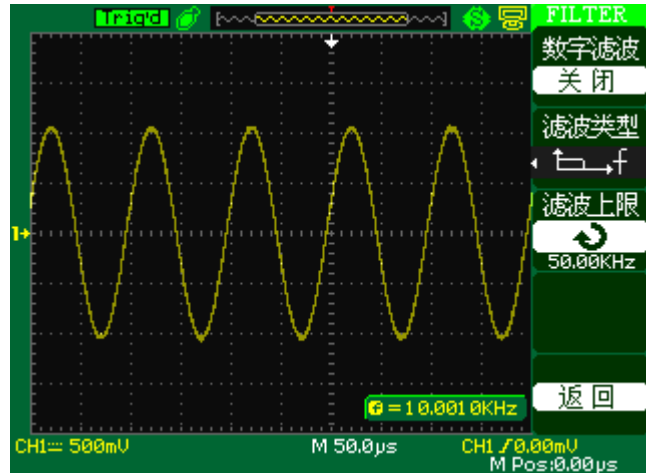 Trig'd
FILTER
数字滤波
关闭
滤波类型
f
滤波上限
50.00KHz
1
f = 10.0010KHz
返回
CH1 500mV
M 50.0µs
CH1 0.00mV
M Pos:0.00µs